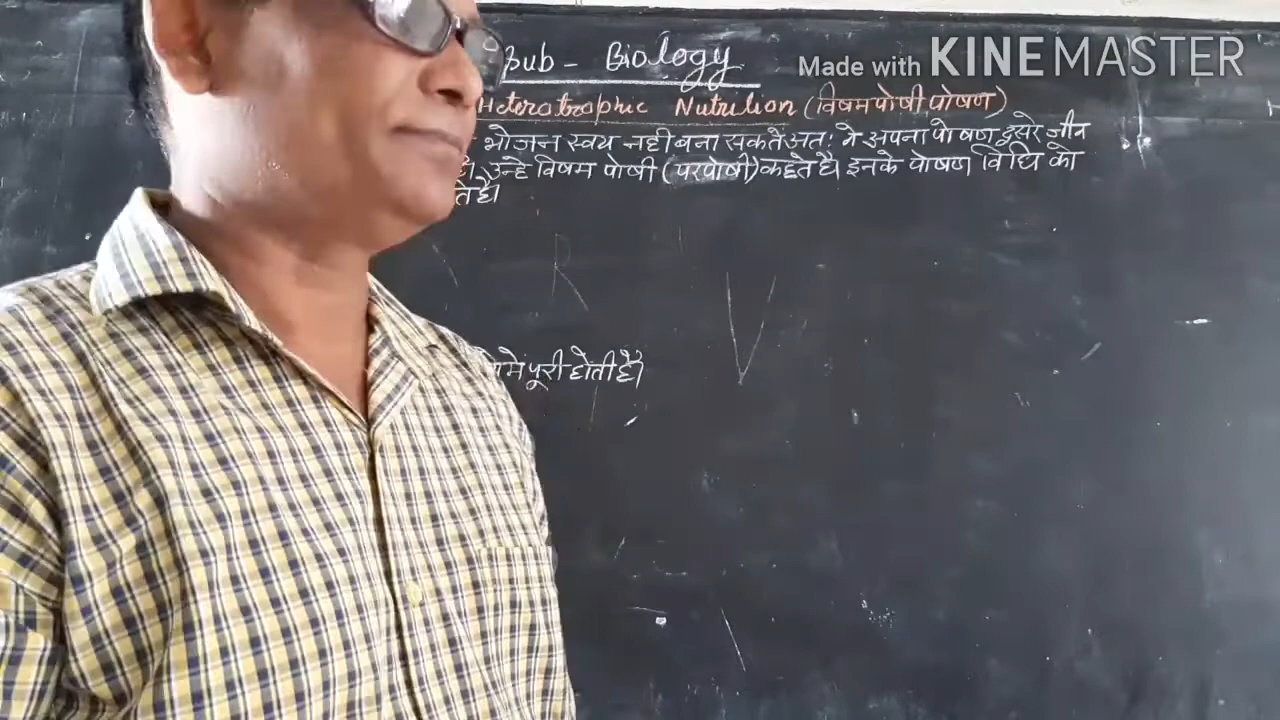 Sub - Biology
Made with KINEMASTER
Heterotrophic Nutrition (विषमपोषी पोषण)
भोजन स्वय नही बना सकते अतः ये अपना पोषण दुसरे जीव
है। उन्हे विषम पोषी (परपोषी) कहते है। इनके पोषण विधि को
ते है।
R V
मे पूरी होती है।